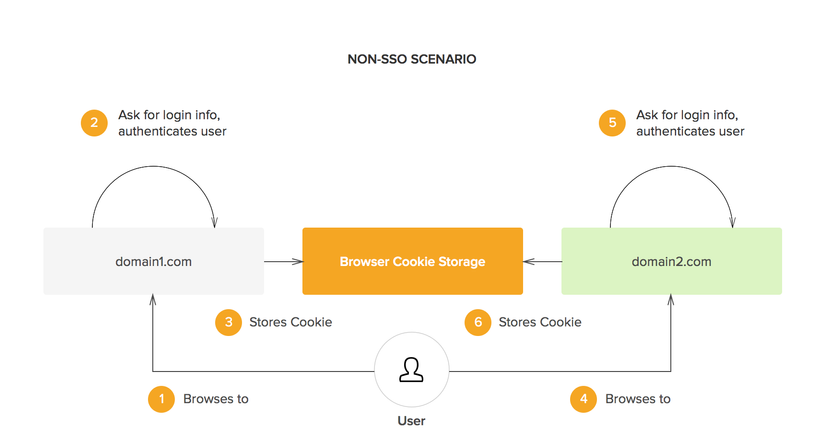 NON-SSO SCENARIO
2
Ask for login info,
authenticates user
5
Ask for login info,
authenticates user
domain1.com
Browser Cookie Storage
domain2.com
3 Stores Cookie
6 Stores Cookie
1 Browses to
4 Browses to
User